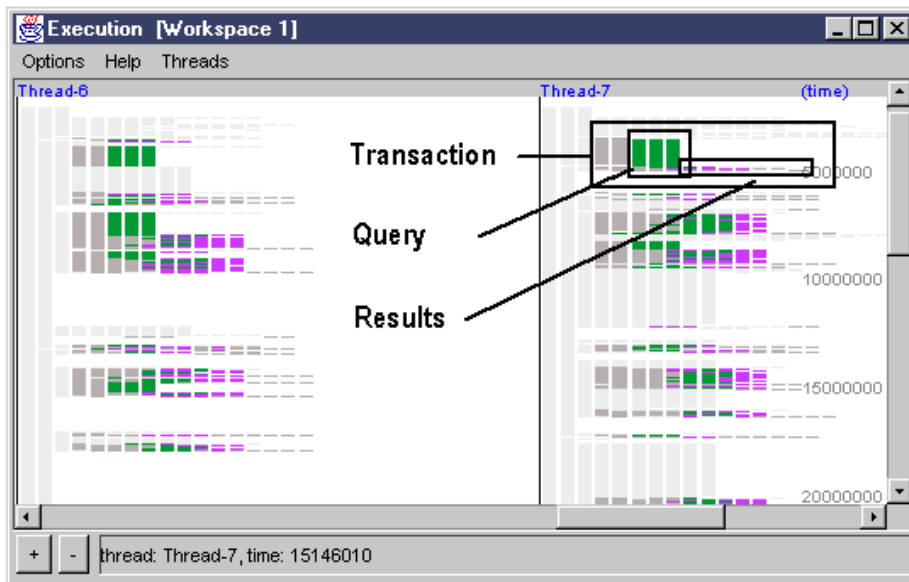 Execution [Workspace 1]
Options Help Threads
Thread-6
Thread-7 (time)
Transaction
Query
Results
5000000
10000000
15000000
20000000
+ - thread: Thread-7, time: 15146010